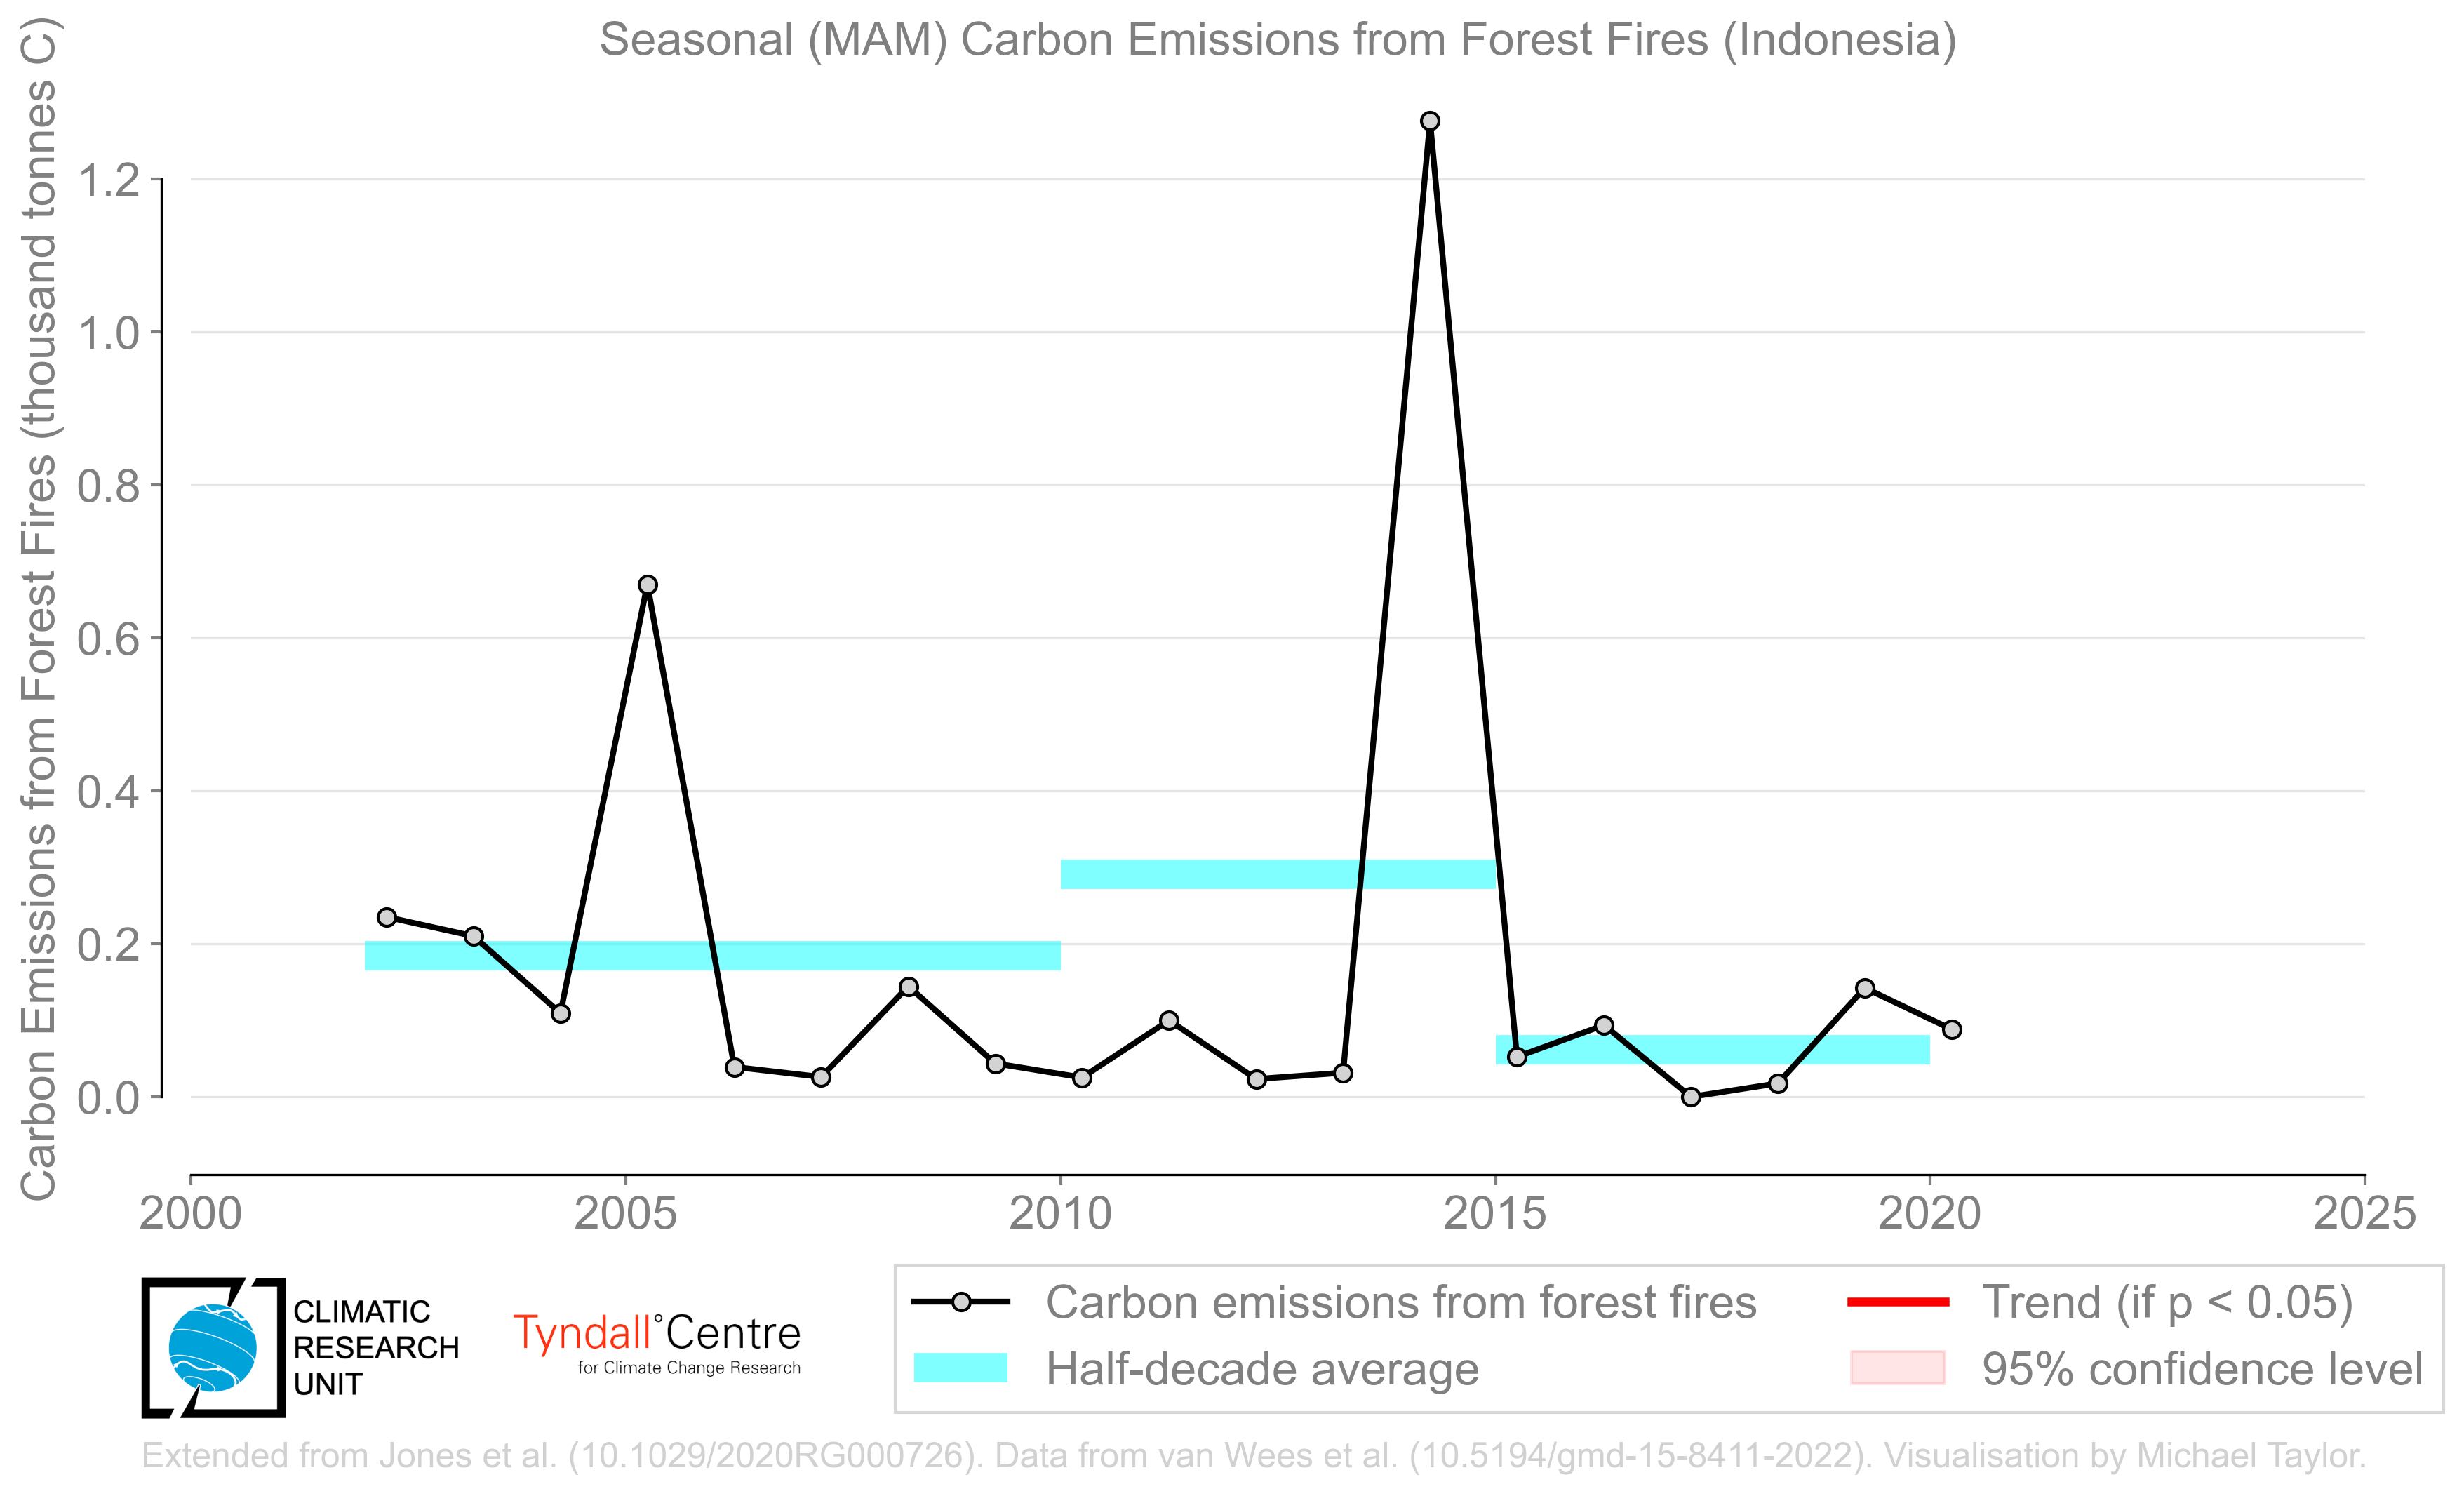 Seasonal (MAM) Carbon Emissions from Forest Fires (Indonesia)
Carbon Emissions from Forest Fires (thousand tonnes C)
1.2
1.0
0.8
0.6
0.4
0.2
0.0
2000 2005 2010 2015 2020 2025
CLIMATIC
RESEARCH
UNIT
Tyndall°Centre
for Climate Change Research
Carbon emissions from forest fires
Half-decade average
Trend (if p < 0.05)
95% confidence level
Extended from Jones et al. (10.1029/2020RG000726). Data from van Wees et al. (10.5194/gmd-15-8411-2022). Visualisation by Michael Taylor.